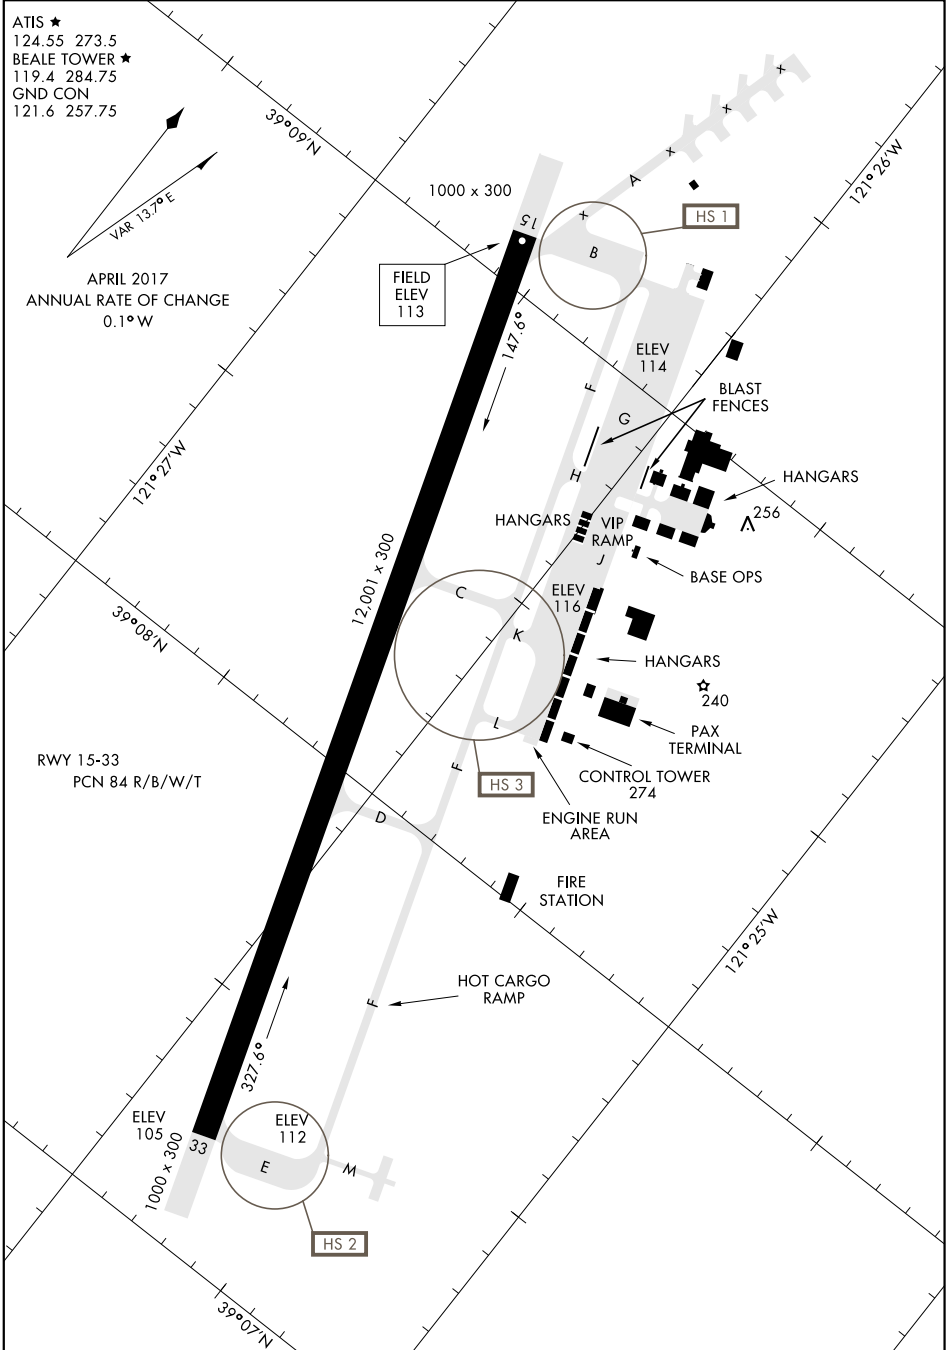 ATIS ★
124.55 273.5
BEALE TOWER ★
119.4 284.75
GND CON
121.6 257.75
39°09'N
VAR 13.7° E
APRIL 2017
ANNUAL RATE OF CHANGE
0.1° W
121°26'W
A
1000 x 300
HS 1
15
B
FIELD
ELEV
113
147.6°
ELEV
114
F
BLAST
FENCES
G
121°27'W
H
HANGARS
HANGARS
VIP
RAMP
256
J
BASE OPS
12,001 x 300
C
ELEV
116
39°08'N
K
HANGARS
240
L
PAX
TERMINAL
RWY 15-33
PCN 84 R/B/W/T
F
HS 3
CONTROL TOWER
274
D
ENGINE RUN
AREA
FIRE
STATION
121°25'W
HOT CARGO
RAMP
F
327.6°
ELEV
105
33
ELEV
112
1000 x 300
E
M
HS 2
39°07'N